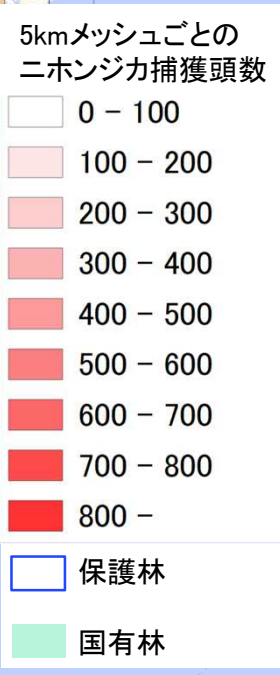 5kmメッシュごとの
ニホンジカ捕獲頭数
0 − 100
100 − 200
200 − 300
300 − 400
400 − 500
500 − 600
600 − 700
700 − 800
800 −
保護林
国有林